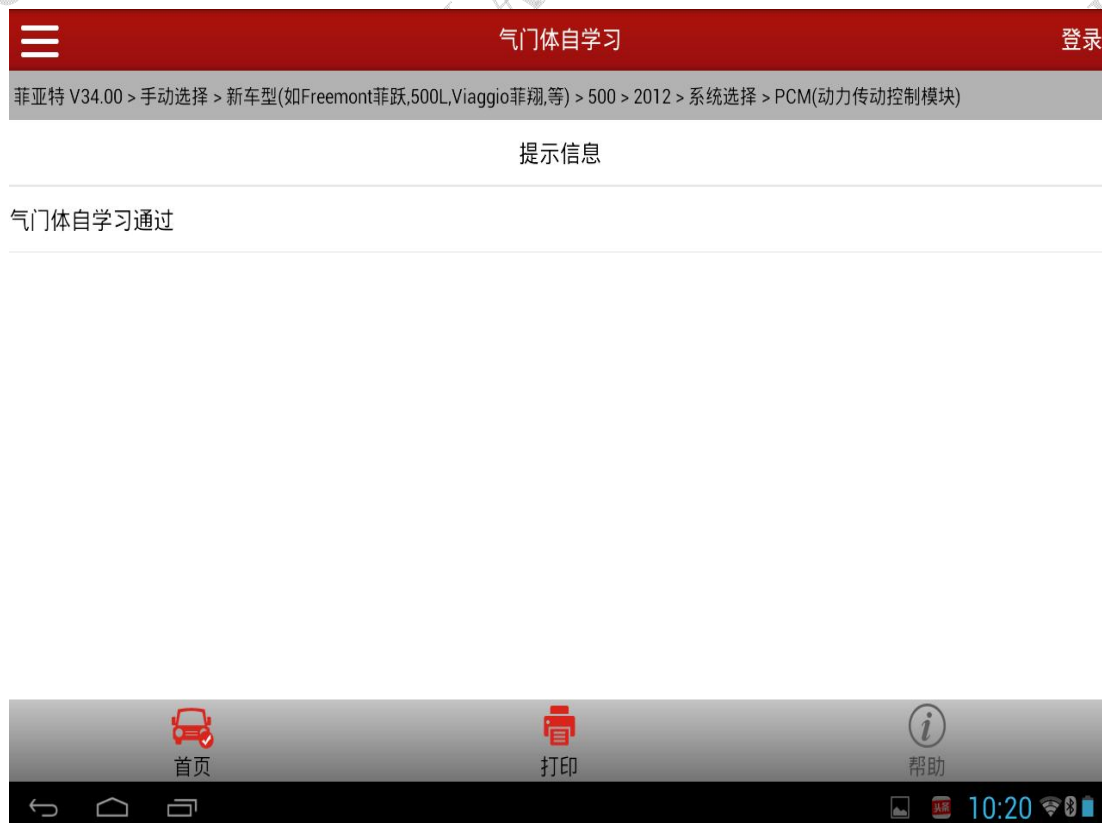 气门体自学习
登录
菲亚特 V34.00 > 手动选择 > 新车型(如Freemont菲跃,500L,Viaggio菲翔,等) > 500 > 2012 > 系统选择 > PCM(动力传动控制模块)
提示信息
气门体自学习通过
首页
打印
帮助
10:20